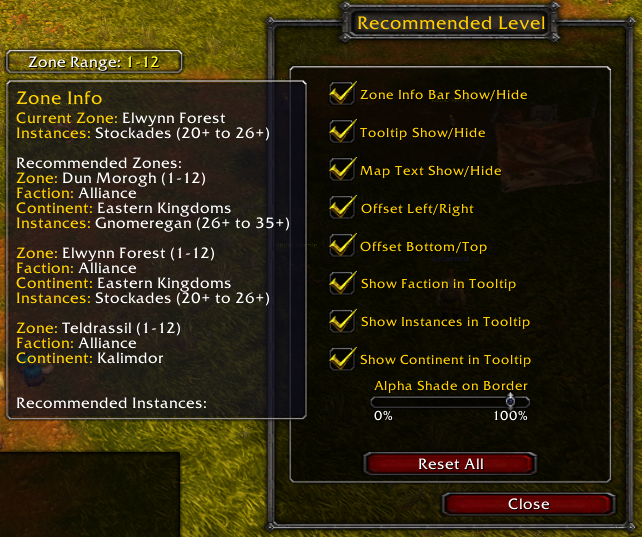 Recommended Level
Zone Range: 1-12
Zone Info
Current Zone: Elwynn Forest
Instances: Stockades (20+ to 26+)
Recommended Zones:
Zone: Dun Morogh (1-12)
Faction: Alliance
Continent: Eastern Kingdoms
Instances: Gnomeregan (26+ to 35+)
Zone: Elwynn Forest (1-12)
Faction: Alliance
Continent: Eastern Kingdoms
Instances: Stockades (20+ to 26+)
Zone: Teldrassil (1-12)
Faction: Alliance
Continent: Kalimdor
Recommended Instances:
Zone Info Bar Show/Hide
Tooltip Show/Hide
Map Text Show/Hide
Offset Left/Right
Offset Bottom/Top
Show Faction in Tooltip
Show Instances in Tooltip
Show Continent in Tooltip
Alpha Shade on Border
0% 100%
Reset All
Close